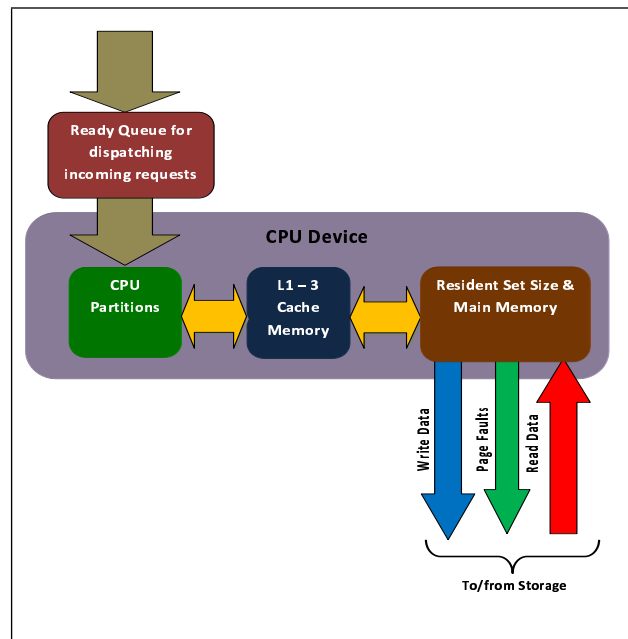 Ready Queue for
dispatching
incoming requests
CPU Device
CPU
Partitions
L1 – 3
Cache
Memory
Resident Set Size &
Main Memory
Write Data
Page Faults
Read Data
To/from Storage